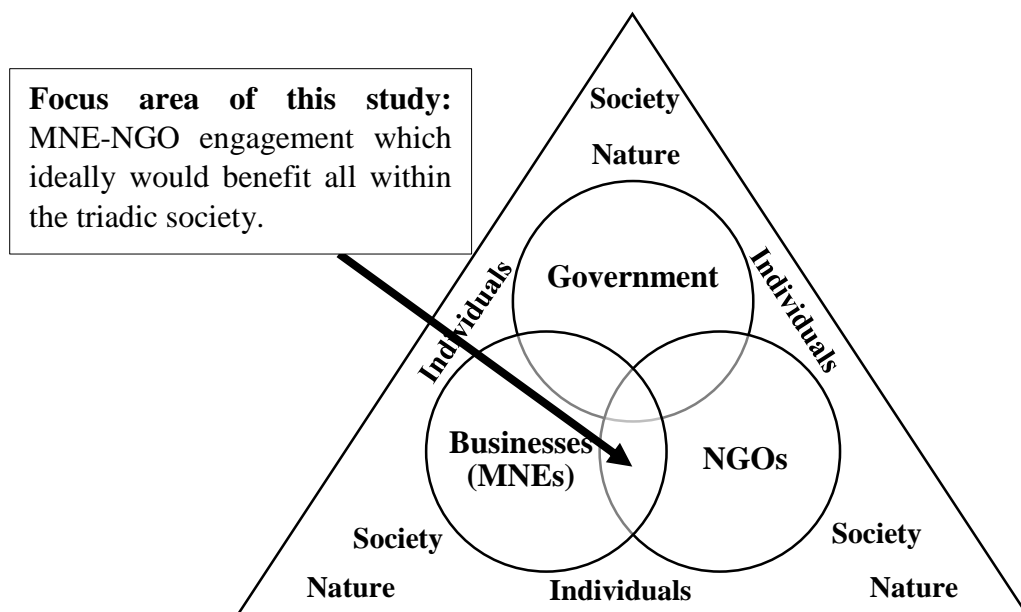 Focus area of this study:
MNE-NGO engagement which
ideally would benefit all within
the triadic society.
Society
Nature
Government
Individuals
Individuals
Businesses
(MNEs)
NGOs
Society
Society
Nature
Individuals
Nature